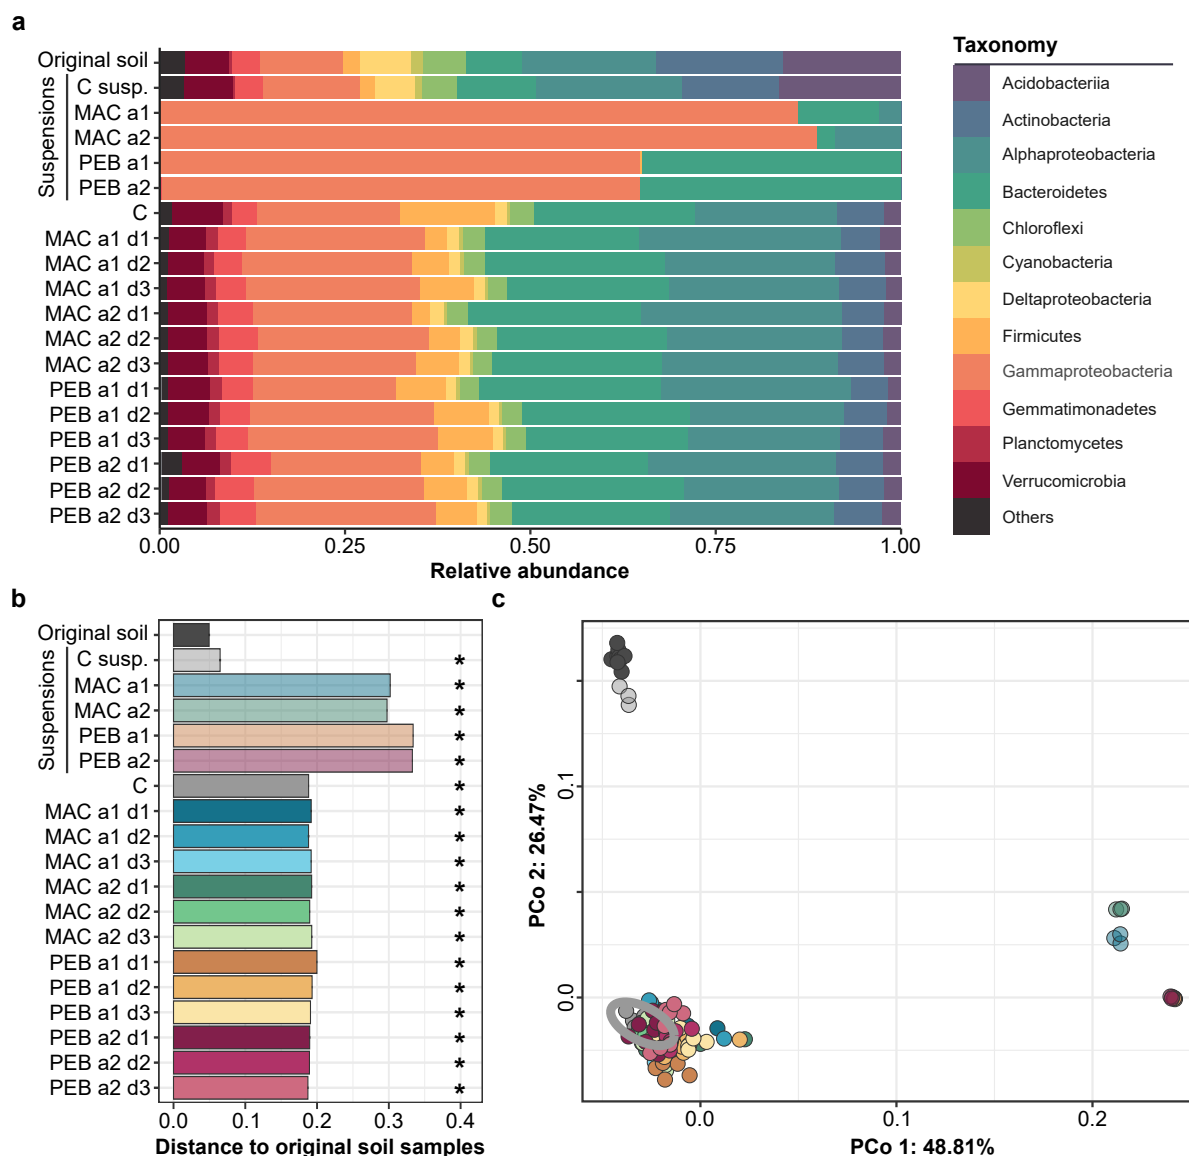 a
Original soil
Suspensions
C susp.
MAC a1
MAC a2
PEB a1
PEB a2
C
MAC a1 d1
MAC a1 d2
MAC a1 d3
MAC a2 d1
MAC a2 d2
MAC a2 d3
PEB a1 d1
PEB a1 d2
PEB a1 d3
PEB a2 d1
PEB a2 d2
PEB a2 d3
0.00 0.25 0.50 0.75 1.00
Relative abundance
Taxonomy
Acidobacteriia
Actinobacteria
Alphaproteobacteria
Bacteroidetes
Chloroflexi
Cyanobacteria
Deltaproteobacteria
Firmicutes
Gammaproteobacteria
Gemmatimonadetes
Planctomycetes
Verrucomicrobia
Others
b
Original soil
Suspensions
C susp. *
MAC a1 *
MAC a2 *
PEB a1 *
PEB a2 *
C *
MAC a1 d1 *
MAC a1 d2 *
MAC a1 d3 *
MAC a2 d1 *
MAC a2 d2 *
MAC a2 d3 *
PEB a1 d1 *
PEB a1 d2 *
PEB a1 d3 *
PEB a2 d1 *
PEB a2 d2 *
PEB a2 d3 *
0.0 0.1 0.2 0.3 0.4
Distance to original soil samples
c
PCo 2: 26.47%
0.1
0.0
0.0 0.1 0.2
PCo 1: 48.81%